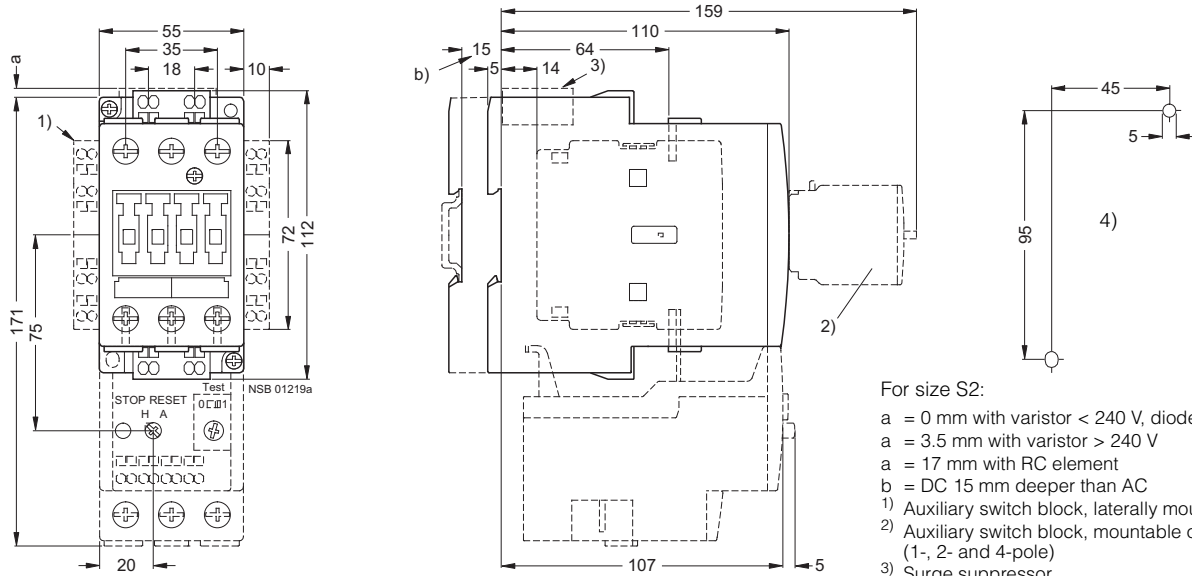 55
35
18
10
a
1)
72
112
171
75
20
NSB 01219a
Test
STOP RESET
H A
0 1
159
110
15
64
b)
5
14
3)
2)
107
5
45
5
95
4)
For size S2:
a = 0 mm with varistor < 240 V, diode
a = 3.5 mm with varistor > 240 V
a = 17 mm with RC element
b = DC 15 mm deeper than AC
1) Auxiliary switch block, laterally
2) Auxiliary switch block, mountable
(1-, 2- and 4-pole)
3) Surge suppressor